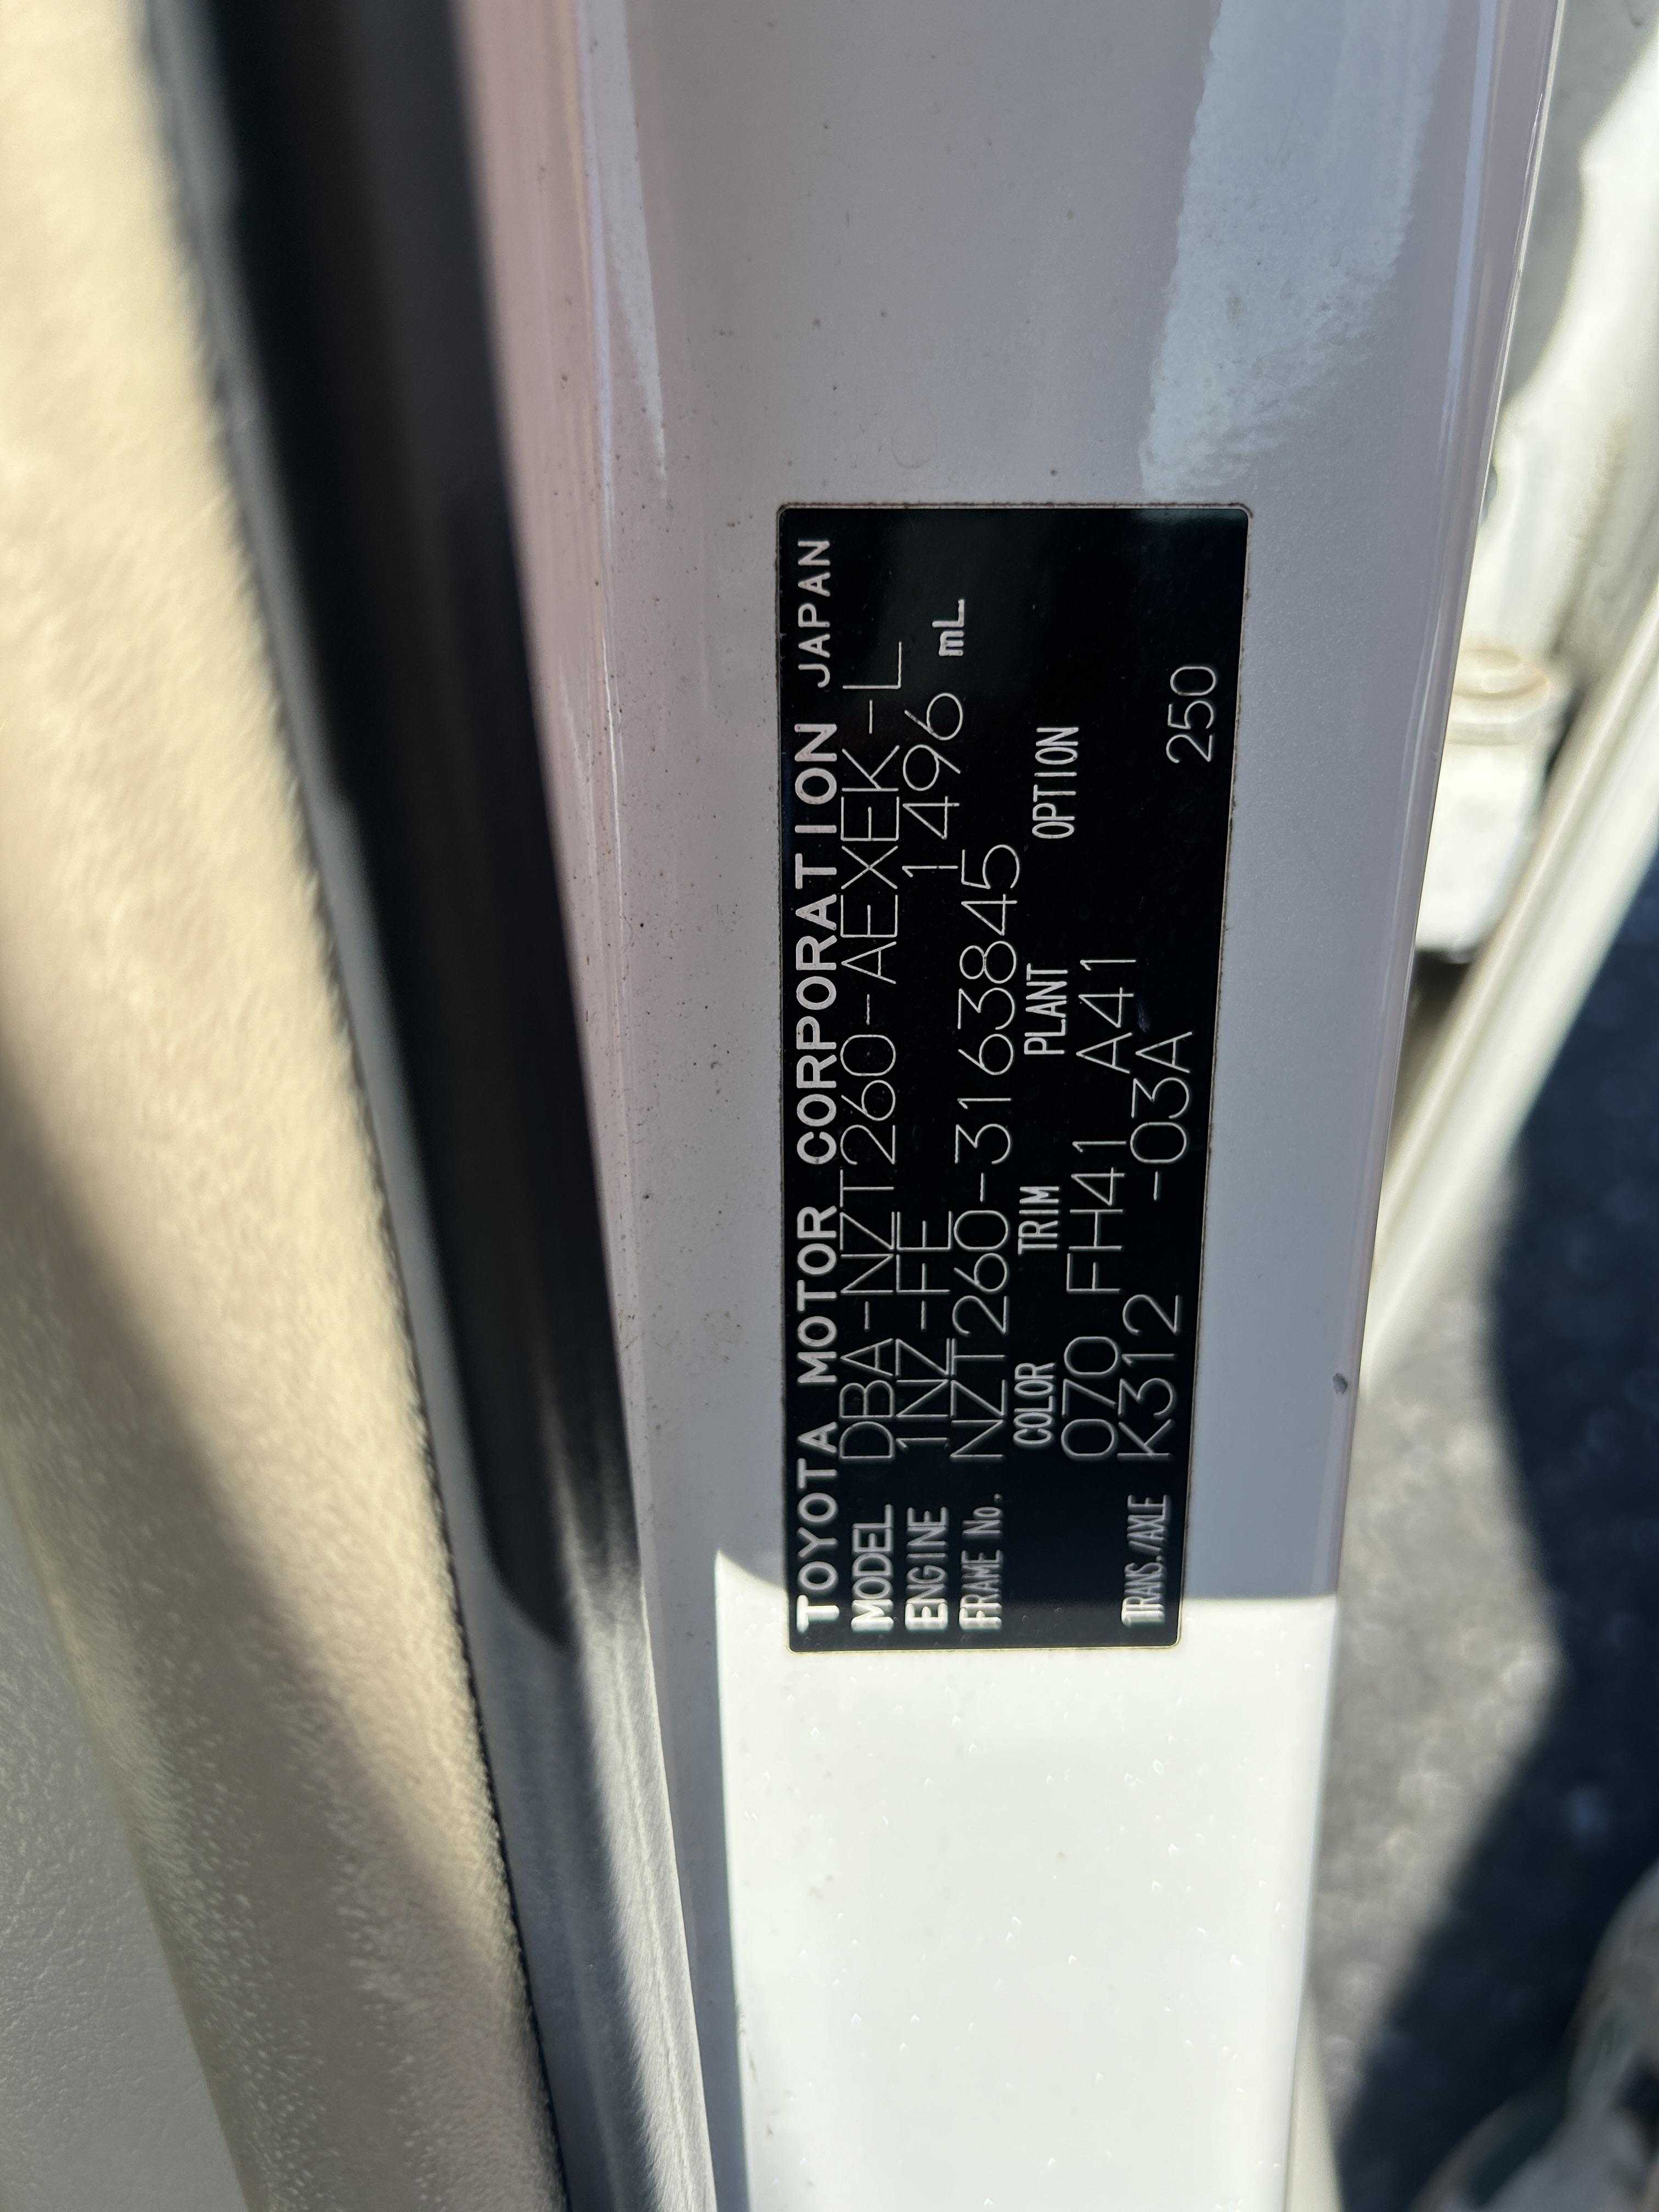 TOYOTA MOTOR CORPORATION JAPAN
MODEL DBA-NZT260-AEXEK-L
ENGINE 1NZ-FE 1496 mL
FRAME No. NZT260-3163845
COLOR TRIM PLANT OPTION
070 FH41 A41
TRANS./AXLE K312 -03A 250